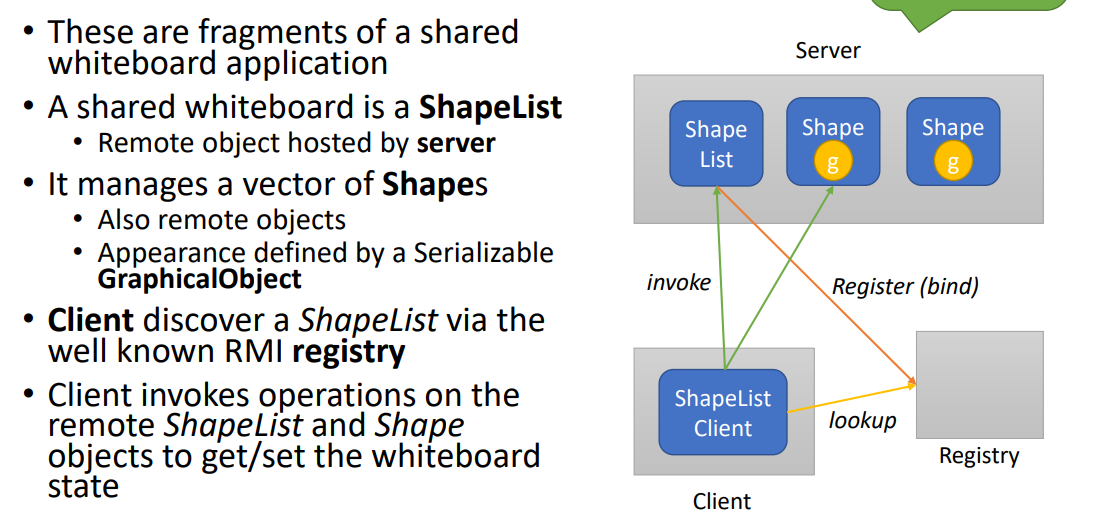 • These are fragments of a shared
whiteboard application
• A shared whiteboard is a ShapeList
• Remote object hosted by server
• It manages a vector of Shapes
• Also remote objects
• Appearance defined by a Serializable
GraphicalObject
• Client discover a ShapeList via the
well known RMI registry
• Client invokes operations on the
remote ShapeList and Shape
objects to get/set the whiteboard
state
Server
Shape
List
Shape
g
Shape
g
invoke
Register (bind)
ShapeList
Client
lookup
Registry
Client